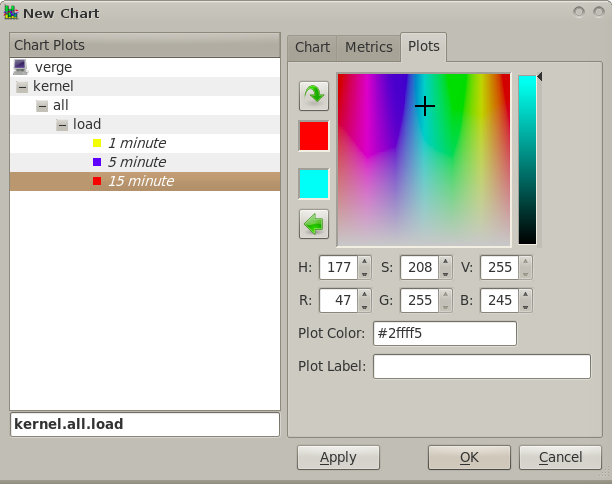 New Chart
Chart Plots
verge
kernel
all
load
1 minute
5 minute
15 minute
kernel.all.load
Chart Metrics Plots
H: 177 S: 208 V: 255
R: 47 G: 255 B: 245
Plot Color: #2ffff5
Plot Label:
Apply OK Cancel